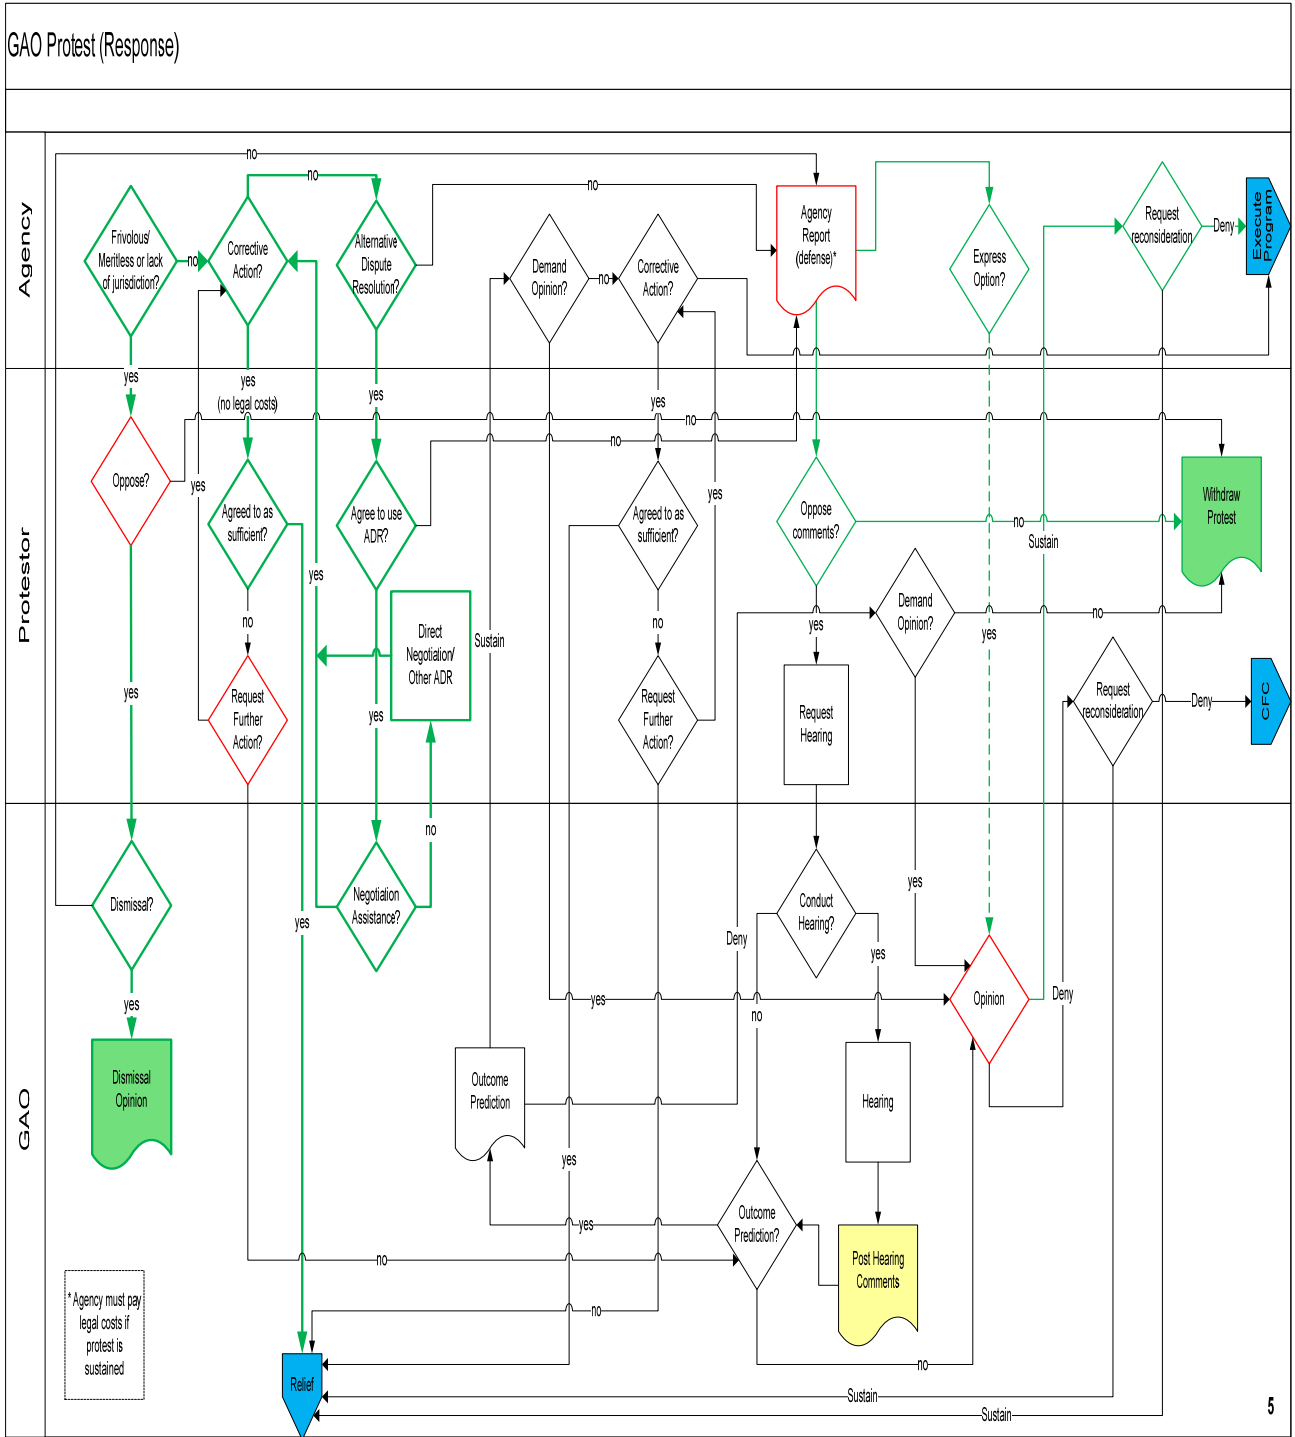 GAO Protest (Response)
Agency
Frivolous/
Meritless or lack
of jurisdiction?
no
Corrective
Action?
no
no
Alternative
Dispute
Resolution?
no
Demand
Opinion?
no
Corrective
Action?
Agency
Report
(defense)*
Express
Option?
Request
reconsideration
Deny
Execute
Program
Protestor
yes
Oppose?
yes
yes
(no legal costs)
Agreed to as
sufficient?
no
Request
Further
Action?
yes
yes
yes
Agree to use
ADR?
no
no
Direct
Negotiation/
Other ADR
yes
Sustain
yes
Agreed to as
sufficient?
no
Request
Further
Action?
yes
Oppose
comments?
no
Sustain
yes
Request
Hearing
Demand
Opinion?
no
yes
Withdraw
Protest
Request
reconsideration
Deny
CFC
GAO
Dismissal?
yes
Dismissal
Opinion
yes
Negotiation
Assistance?
no
Outcome
Prediction
yes
yes
Deny
Conduct
Hearing?
yes
no
yes
Opinion
Deny
Hearing
Outcome
Prediction?
yes
Post Hearing
Comments
no
no
no
Sustain
Sustain
Relief
* Agency must pay
legal costs if
protest is
sustained
5